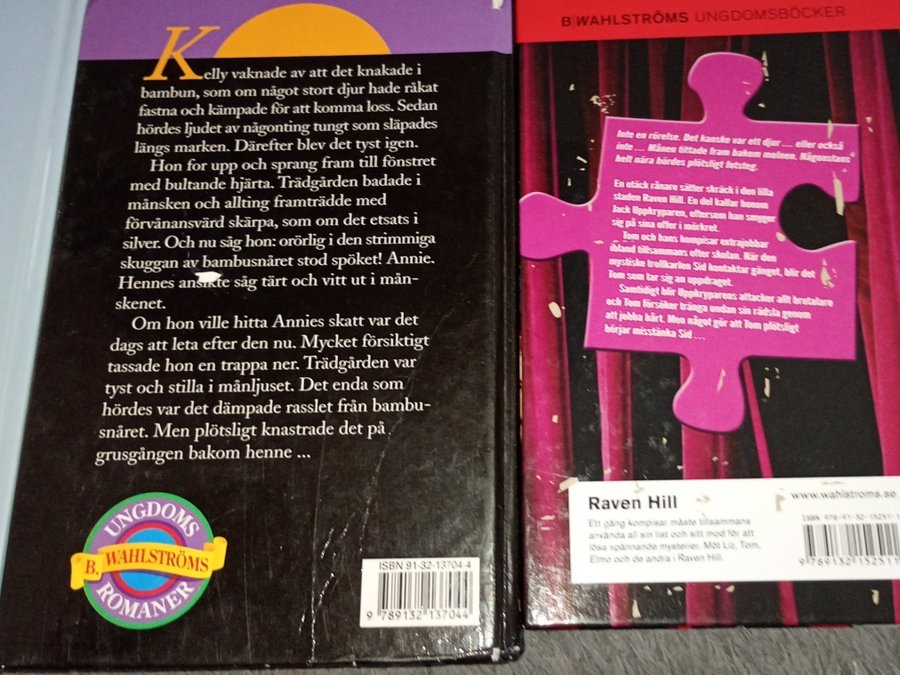 Kelly vaknade av att det knakade i
bambun, som om något stort djur hade råkat
fastna och kämpade för att komma loss. Sedan
hördes ljudet av någonting tungt som släpades
längs marken. Därefter blev det tyst igen.
Hon for upp och sprang fram till fönstret
med bultande hjärta. Trädgården badade i
månsken och allting framträdde med
förvånansvärd skärpa, som om det etsats i
silver. Och nu såg hon: orörlig i den strimmiga
skuggan av bambusnåret stod spöket! Annie.
Hennes ansikte såg tärt och vitt ut i mån-
skenet.
Om hon ville hitta Annies skatt var det
dags att leta efter den nu. Mycket försiktigt
tassade hon en trappa ner. Trädgården var
tyst och stilla i månljuset. Det enda som
hördes var det dämpade rasslet från bambu-
snåret. Men plötsligt knastrade det på
grusgången bakom henne ...
UNGDOMS
B. WAHLSTRÖMS
ROMANER
ISBN 91-32-13704-4
9 789132 137044
B WAHLSTRÖMS UNGDOMSBÖCKER
Inte en rörelse. Det kanske var ett djur ... eller också
inte ... Månen tittade fram bakom molnen. Någonstans
helt nära hördes plötsligt fotsteg.
En otäck rånare sätter skräck i den lilla
staden Raven Hill. En del kallar honom
Jack Uppkryparen, eftersom han smyger
sig på sina offer i mörkret.
Tom och hans kompisar extrajobbar
ibland tillsammans efter skolan. När den
mystiske trollkarlen Sid kontaktar gänget, blir det
Tom som tar sig an uppdraget.
Samtidigt blir Uppkryparens attacker allt brutalare
och Tom försöker tränga undan sin rädsla genom
att jobba hårt. Men något gör att Tom plötsligt
börjar misstänka Sid ...
Raven Hill
Ett gäng kompisar måste tillsammans
använda all sin list och sitt mod för att
lösa spännande mysterier. Möt Liz, Tom,
Elmo och de andra i Raven Hill.
www.wahlstroms.se
ISBN 978-91-32-15251-1
9 789132 152511